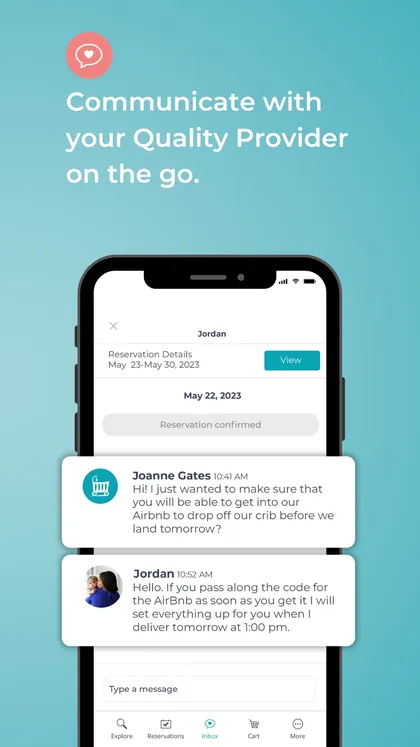 Communicate with
your Quality Provider
on the go.
Jordan
Reservation Details
May 23-May 30, 2023
View
May 22, 2023
Reservation confirmed
Joanne Gates 10:41 AM
Hi! I just wanted to make sure that
you will be able to get into our
Airbnb to drop off our crib before we
land tomorrow?
Jordan 10:52 AM
Hello. If you pass along the code for
the AirBnb as soon as you get it I will
set everything up for you when I
deliver tomorrow at 1:00 pm.
Type a message
Explore
Reservations
Inbox
Cart
More